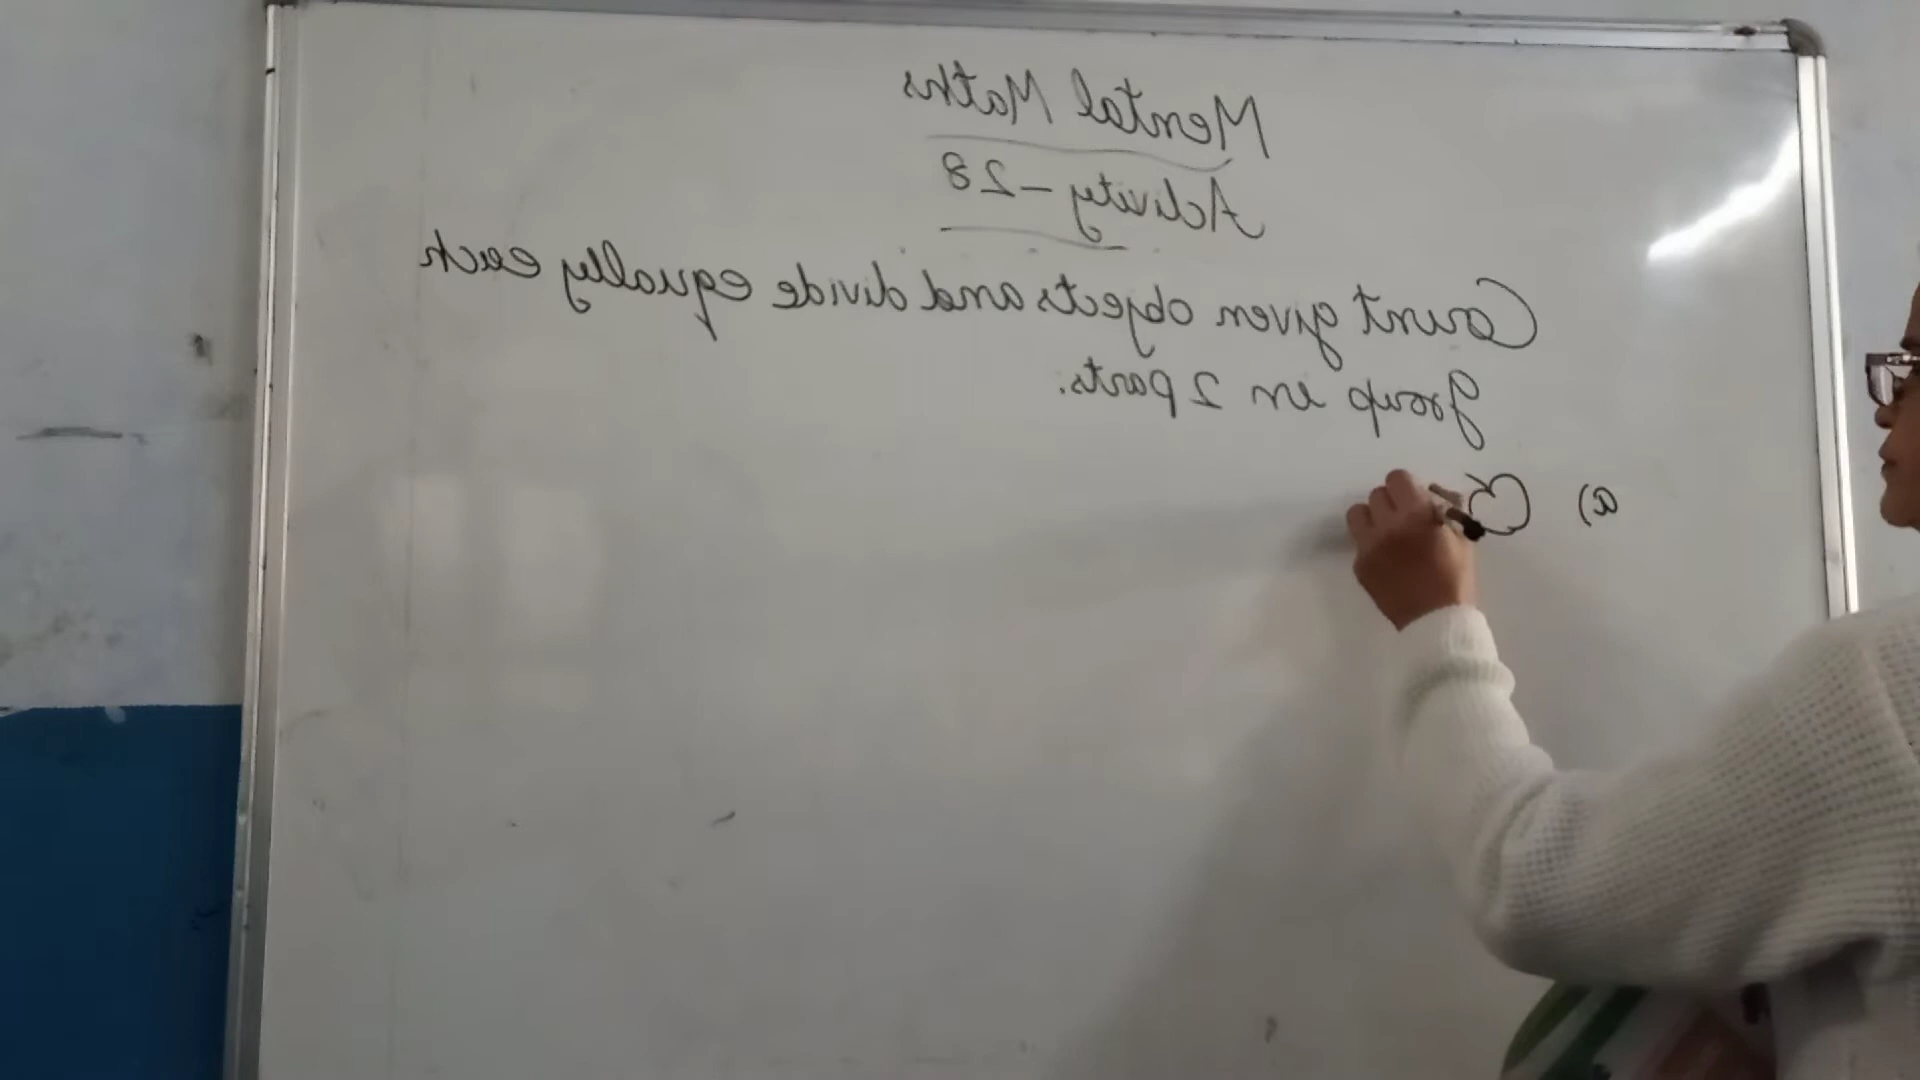 Mental Maths
Activity - 28
Count given objects and divide equally each
group in 2 parts.
a)